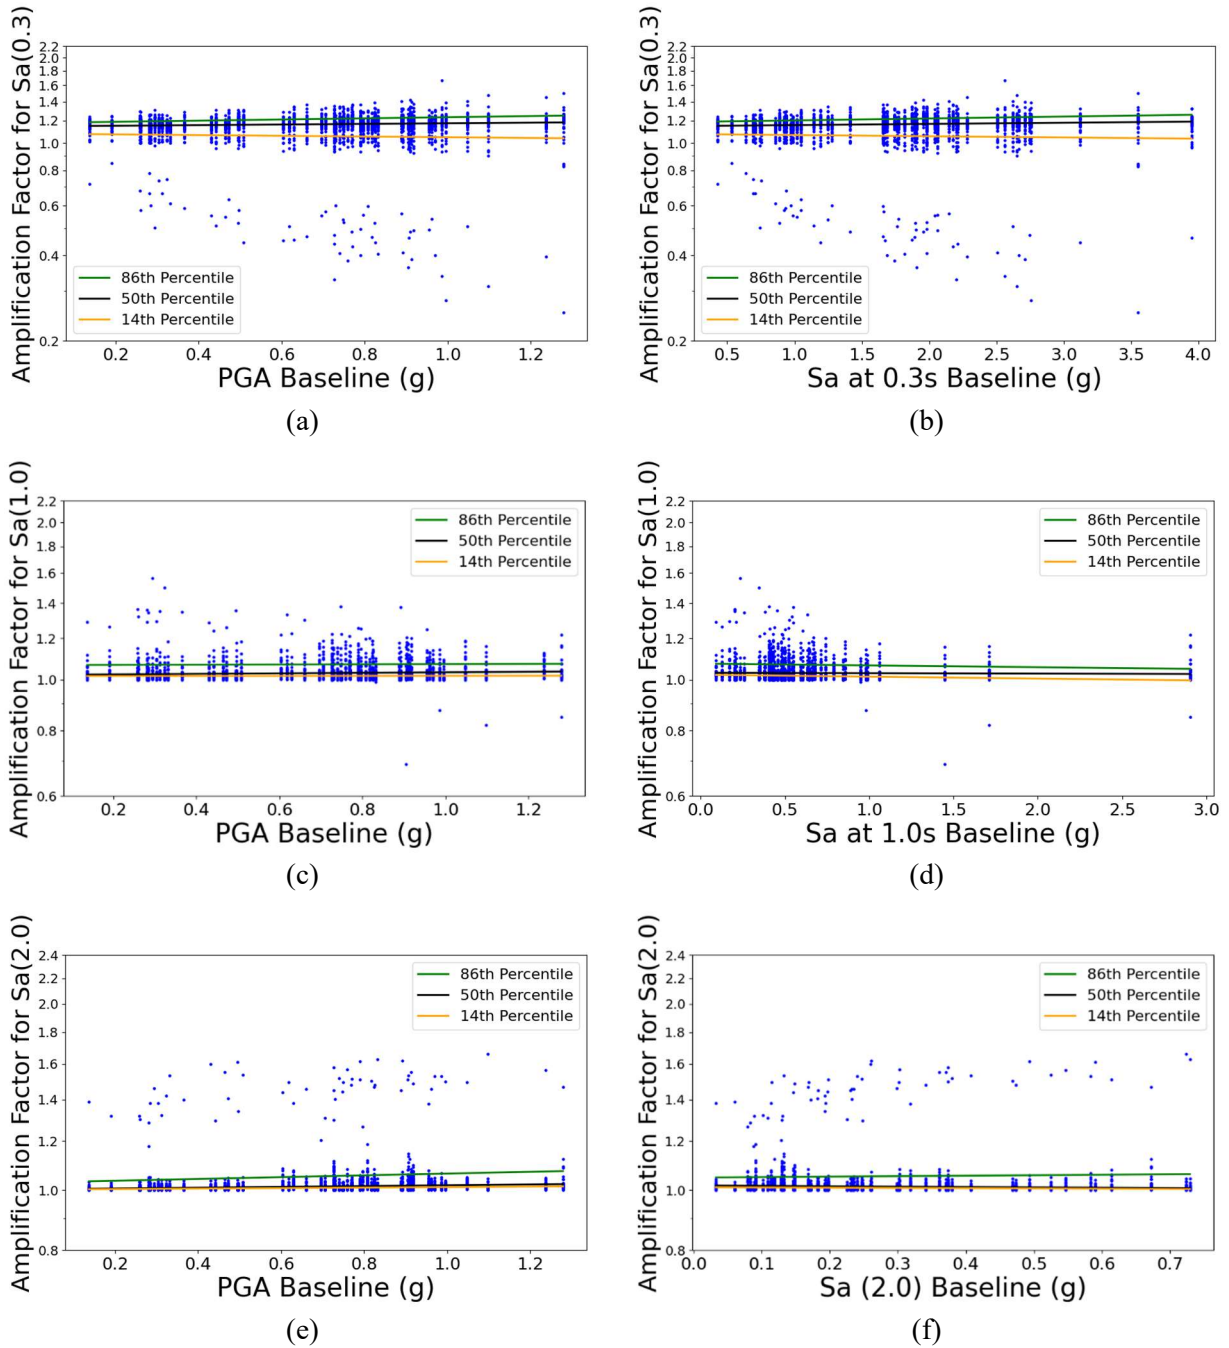 Amplification Factor for Sa(0.3)
2.2
2.0
1.8
1.6
1.4
1.2
1.0
0.8
0.6
0.4
0.2
86th Percentile
50th Percentile
14th Percentile
0.2 0.4 0.6 0.8 1.0 1.2
PGA Baseline (g)
(a)
Amplification Factor for Sa(0.3)
2.2
2.0
1.8
1.6
1.4
1.2
1.0
0.8
0.6
0.4
0.2
86th Percentile
50th Percentile
14th Percentile
0.5 1.0 1.5 2.0 2.5 3.0 3.5 4.0
Sa at 0.3s Baseline (g)
(b)
Amplification Factor for Sa(1.0)
2.2
2.0
1.8
1.6
1.4
1.2
1.0
0.8
0.6
86th Percentile
50th Percentile
14th Percentile
0.2 0.4 0.6 0.8 1.0 1.2
PGA Baseline (g)
(c)
Amplification Factor for Sa(1.0)
2.2
2.0
1.8
1.6
1.4
1.2
1.0
0.8
0.6
86th Percentile
50th Percentile
14th Percentile
0.0 0.5 1.0 1.5 2.0 2.5 3.0
Sa at 1.0s Baseline (g)
(d)
Amplification Factor for Sa(2.0)
2.4
2.2
2.0
1.8
1.6
1.4
1.2
1.0
0.8
86th Percentile
50th Percentile
14th Percentile
0.2 0.4 0.6 0.8 1.0 1.2
PGA Baseline (g)
(e)
Amplification Factor for Sa(2.0)
2.4
2.2
2.0
1.8
1.6
1.4
1.2
1.0
0.8
86th Percentile
50th Percentile
14th Percentile
0.0 0.1 0.2 0.3 0.4 0.5 0.6 0.7
Sa (2.0) Baseline (g)
(f)